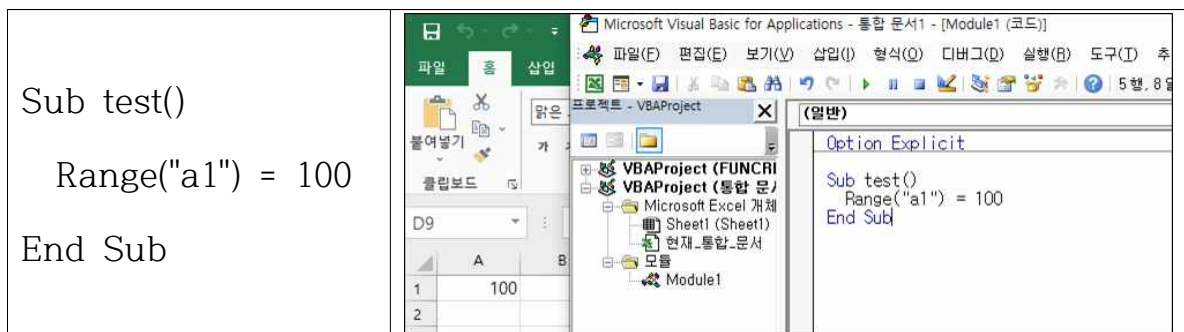 Sub test()
Range("a1") = 100
End Sub
파일 홈 삽입
붙여넣기
클립보드
맑은
가
D9
A B
1 100
2
Microsoft Visual Basic for Applications - 통합 문서1 - [Module1 (코드)]
파일(F) 편집(E) 보기(V) 삽입(I) 형식(O) 디버그(D) 실행(R) 도구(T) 추
5행, 8열
프로젝트 - VBAProject
VBAProject (FUNCRI
VBAProject (통합 문/
Microsoft Excel 개체
Sheet1 (Sheet1)
현재_통합_문서
모듈
Module1
(일반)
Option Explicit
Sub test()
Range("a1") = 100
End Sub